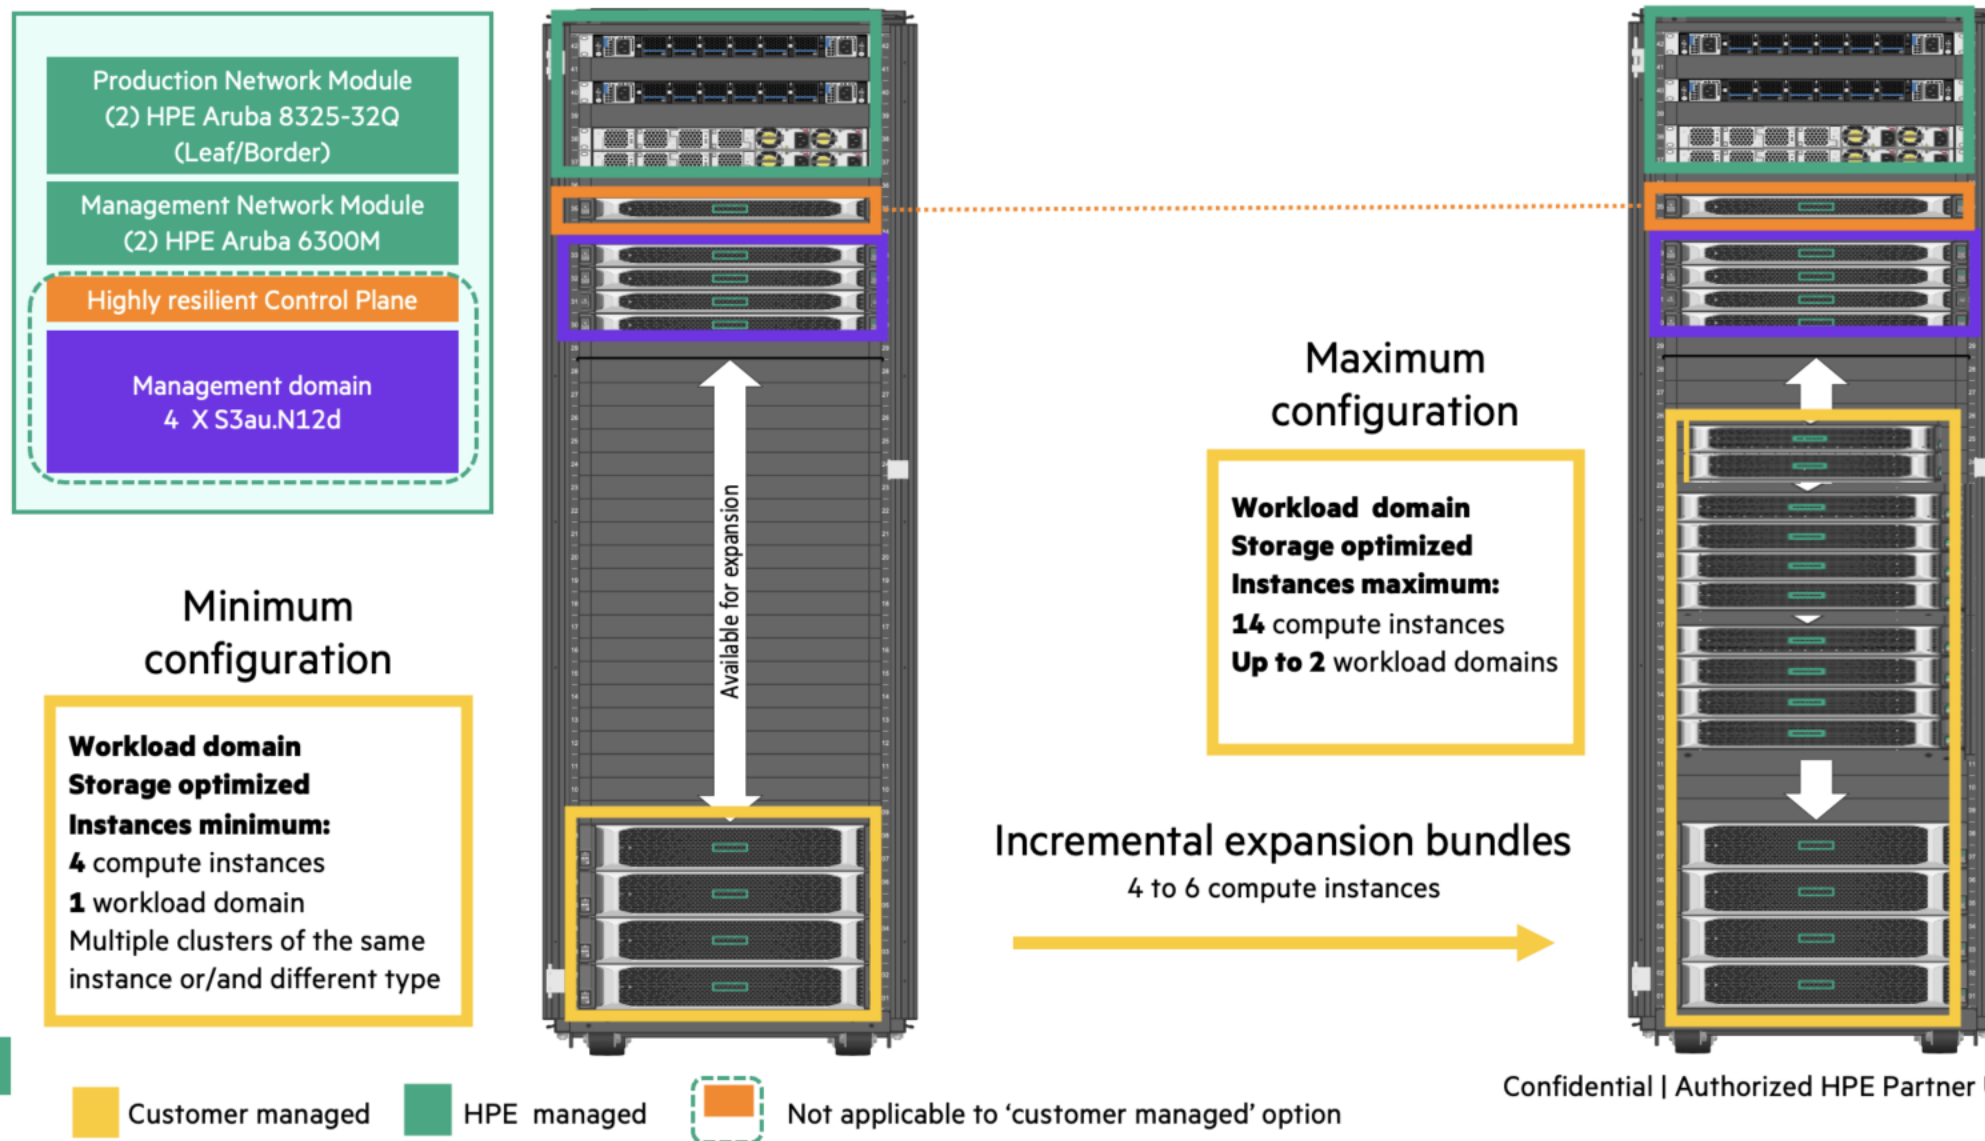 Production Network Module
(2) HPE Aruba 8325-32Q
(Leaf/Border)
Management Network Module
(2) HPE Aruba 6300M
Highly resilient Control Plane
Management domain
4 X S3au.N12d
Minimum
configuration
Workload domain
Storage optimized
Instances minimum:
4 compute instances
1 workload domain
Multiple clusters of the same
instance or/and different type
Available for expansion
Maximum
configuration
Workload domain
Storage optimized
Instances maximum:
14 compute instances
Up to 2 workload domains
Incremental expansion bundles
4 to 6 compute instances
Customer managed
HPE managed
Not applicable to ‘customer managed’ option
Confidential | Authorized HPE Partner